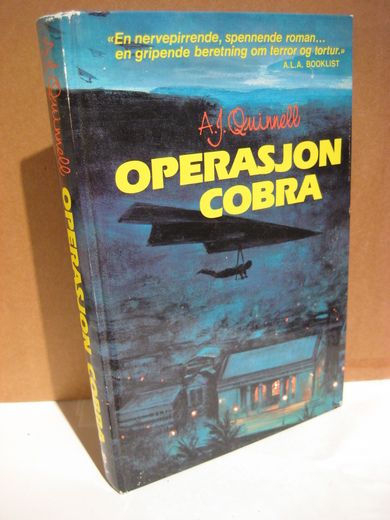 «En nervepirrende, spennende roman...
en gripende beretning om terror og tortur.»
A.L.A. BOOKLIST
A.J. Quinnell
OPERASJON
COBRA
A.J. Quinnell OPERASJON COBRA